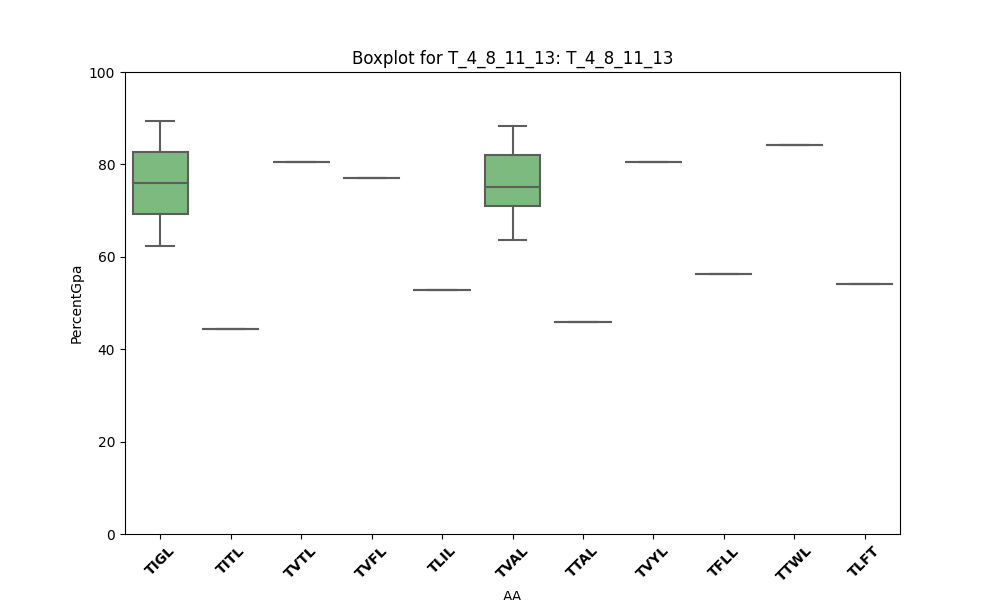 Boxplot for T_4_8_11_13: T_4_8_11_13
100
80
60
40
20
0
PercentGpa
TIGL
TITL
TVTL
TVFL
TLIL
TVAL
TTAL
TVYL
TFLL
TTWL
TLFT
AA